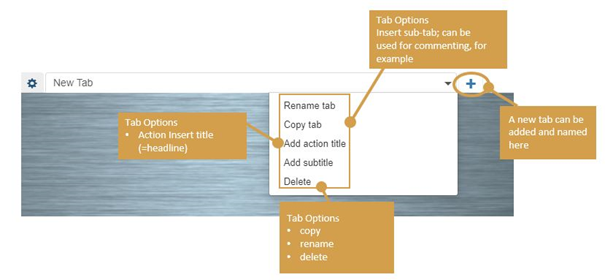 Tab Options
Insert sub-tab; can be
used for commenting, for
example
New Tab
Rename tab
Copy tab
Add action title
Add subtitle
Delete
Tab Options
• Action Insert title
(=headline)
A new tab can be
added and named
here
Tab Options
• copy
• rename
• delete